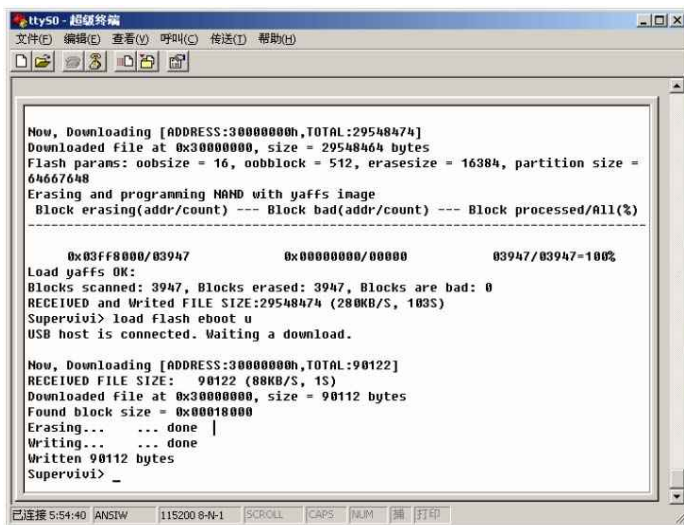 tty50 - 超级终端
文件(F) 编辑(E) 查看(V) 呼叫(C) 传送(T) 帮助(H)
Now, Downloading [ADDRESS:30000000h,TOTAL:29548474]
Downloaded file at 0x30000000, size = 29548464 bytes
Flash params: oobsize = 16, oobblock = 512, erasesize = 16384, partition size =
64667648
Erasing and programming NAND with yaffs image
Block erasing(addr/count) --- Block bad(addr/count) --- Block processed/All(%)
--------------------------------------------------------------------------------
0x03ff8000/03947 0x00000000/00000 03947/03947=100%
Load yaffs OK:
Blocks scanned: 3947, Blocks erased: 3947, Blocks are bad: 0
RECEIVED and Writed FILE SIZE:29548474 (280KB/S, 103S)
Supervivi> load flash eboot u
USB host is connected. Waiting a download.
Now, Downloading [ADDRESS:30000000h,TOTAL:90122]
RECEIVED FILE SIZE: 90122 (88KB/S, 1S)
Downloaded file at 0x30000000, size = 90112 bytes
Found block size = 0x00018000
Erasing... ... done
Writing... ... done
Written 90112 bytes
Supervivi> _
已连接 5:54:40 ANSIW 115200 8-N-1 SCROLL CAPS NUM 捕 打印